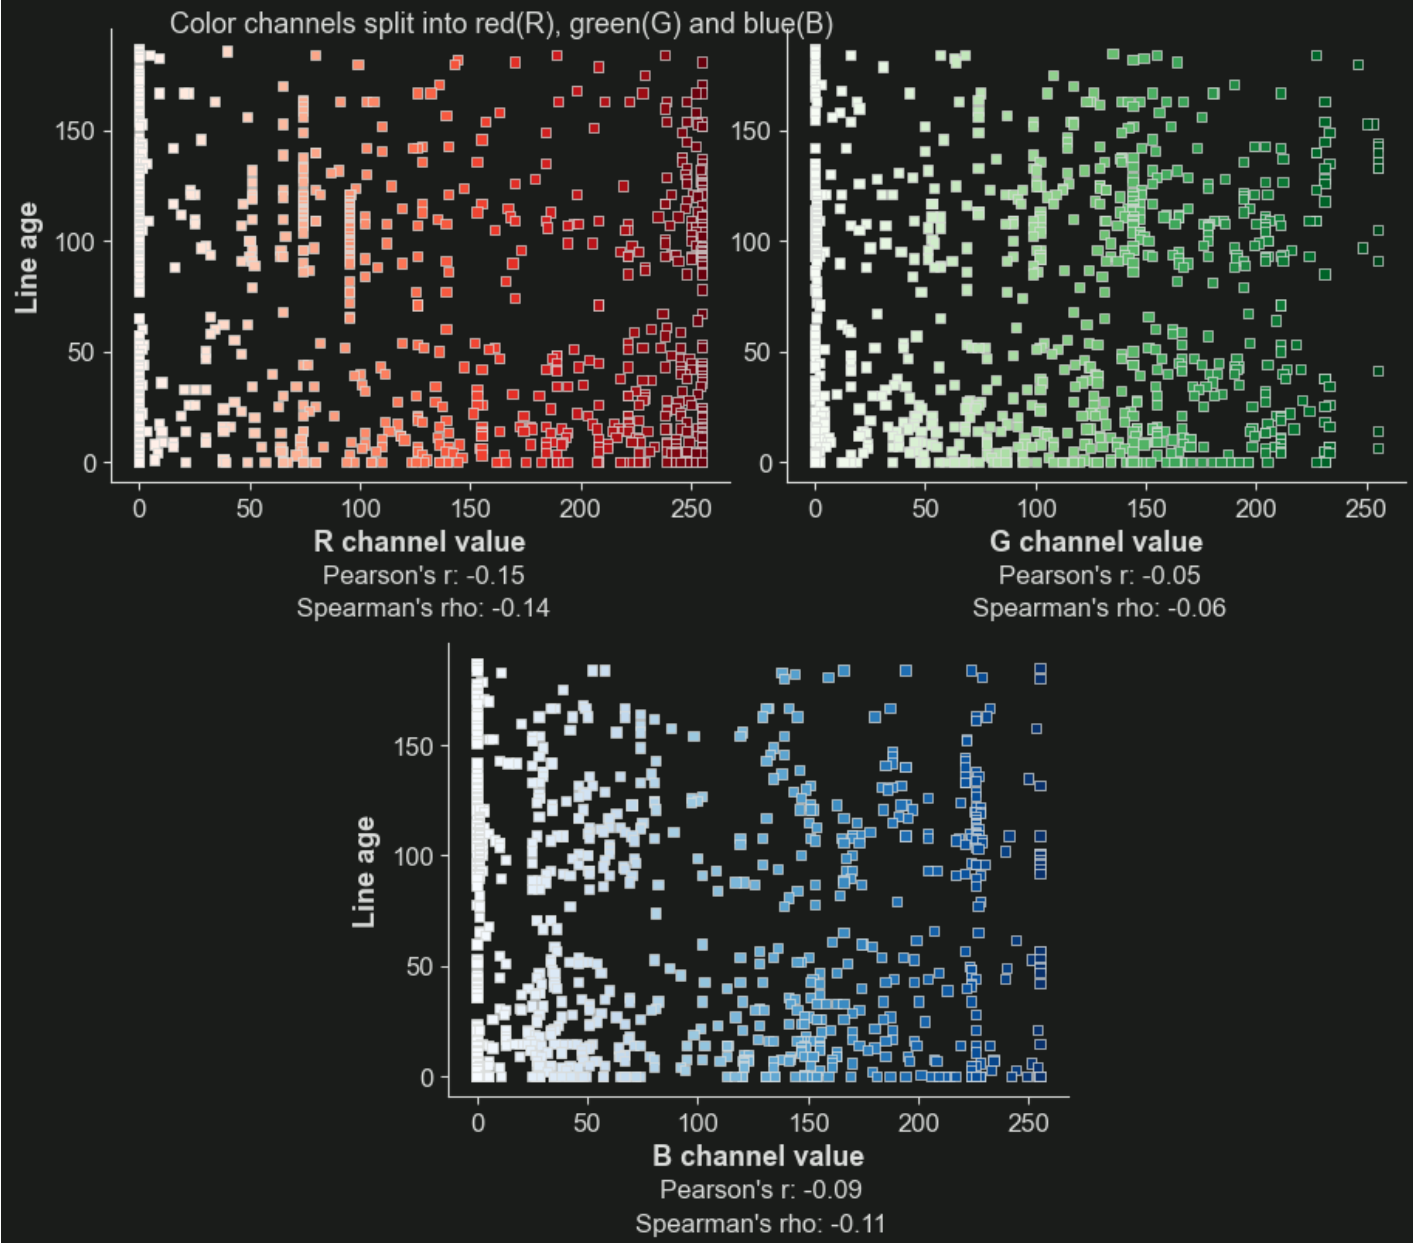 Color channels split into red(R), green(G) and blue(B)
150
100
50
0
Line age
0 50 100 150 200 250
R channel value
Pearson's r: -0.15
Spearman's rho: -0.14
150
100
50
0
0 50 100 150 200 250
G channel value
Pearson's r: -0.05
Spearman's rho: -0.06
150
100
50
0
Line age
0 50 100 150 200 250
B channel value
Pearson's r: -0.09
Spearman's rho: -0.11